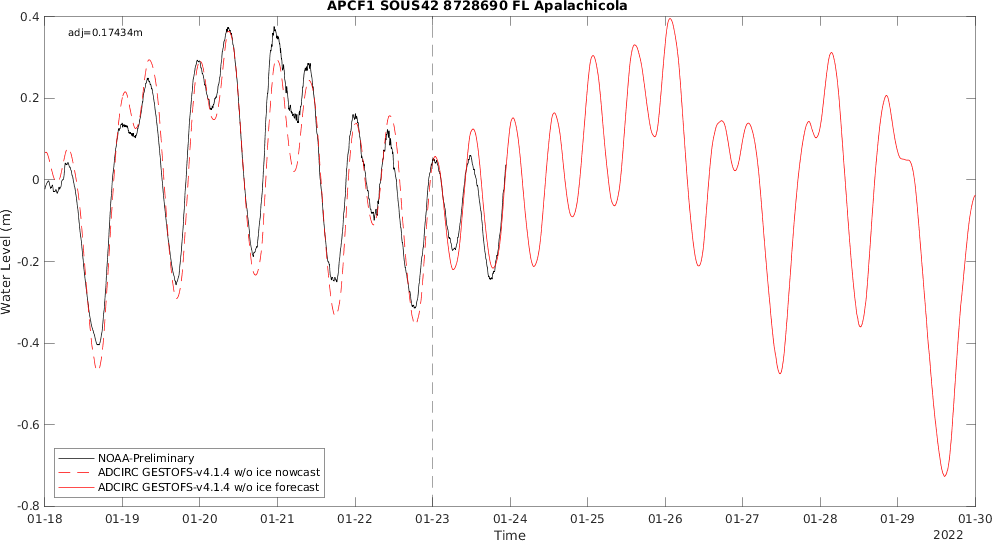 APCF1 SOUS42 8728690 FL Apalachicola
adj=0.17434m
0.4
0.2
0
-0.2
-0.4
-0.6
-0.8
Water Level (m)
NOAA-Preliminary
ADCIRC GESTOFS-v4.1.4 w/o ice nowcast
ADCIRC GESTOFS-v4.1.4 w/o ice forecast
01-18 01-19 01-20 01-21 01-22 01-23 01-24 01-25 01-26 01-27 01-28 01-29 01-30
Time
2022